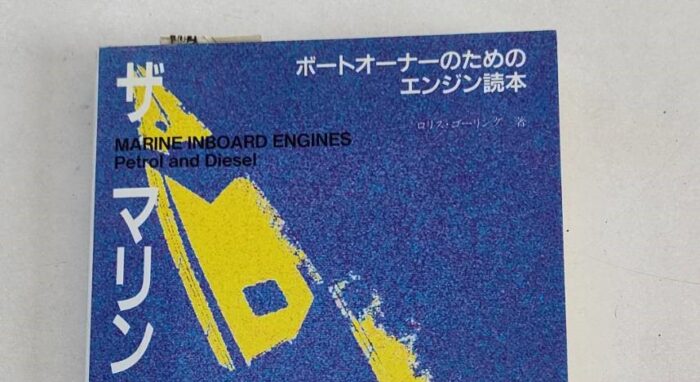 ボートオーナーのための
エンジン読本
ロリス・ゴーリング 著
MARINE INBOARD ENGINES
Petrol and Diesel
ザ マリン